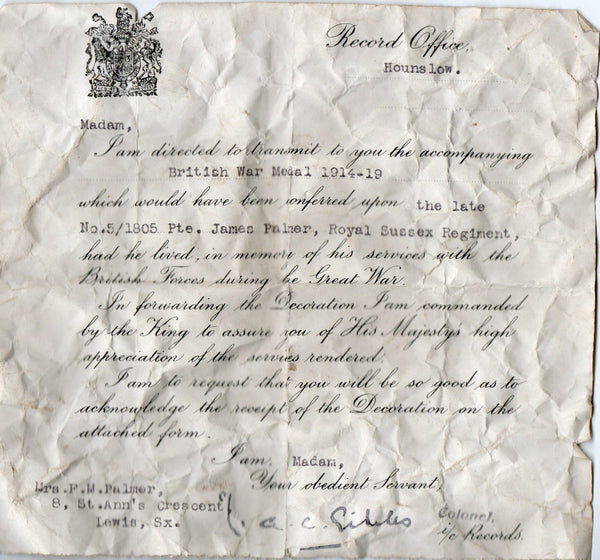 Record Office,
Hounslow.
Madam,
I am directed to transmit to you the accompanying
British War Medal 1914-19
which would have been conferred upon the late
No.5/1805 Pte. James Palmer, Royal Sussex Regiment,
had he lived, in memory of his services with the
British Forces during the Great War.
In forwarding the Decoration I am commanded
by the King to assure you of His Majestys high
appreciation of the services rendered.
I am to request that you will be so good as to
acknowledge the receipt of the Decoration on the
attached form.
I am, Madam,
Your obedient Servant,
Mrs.F.M.Palmer,
8, St.Ann's Crescent
Lewis, Sx.
a. c. Gibbs
Colonel,
i/c Records.